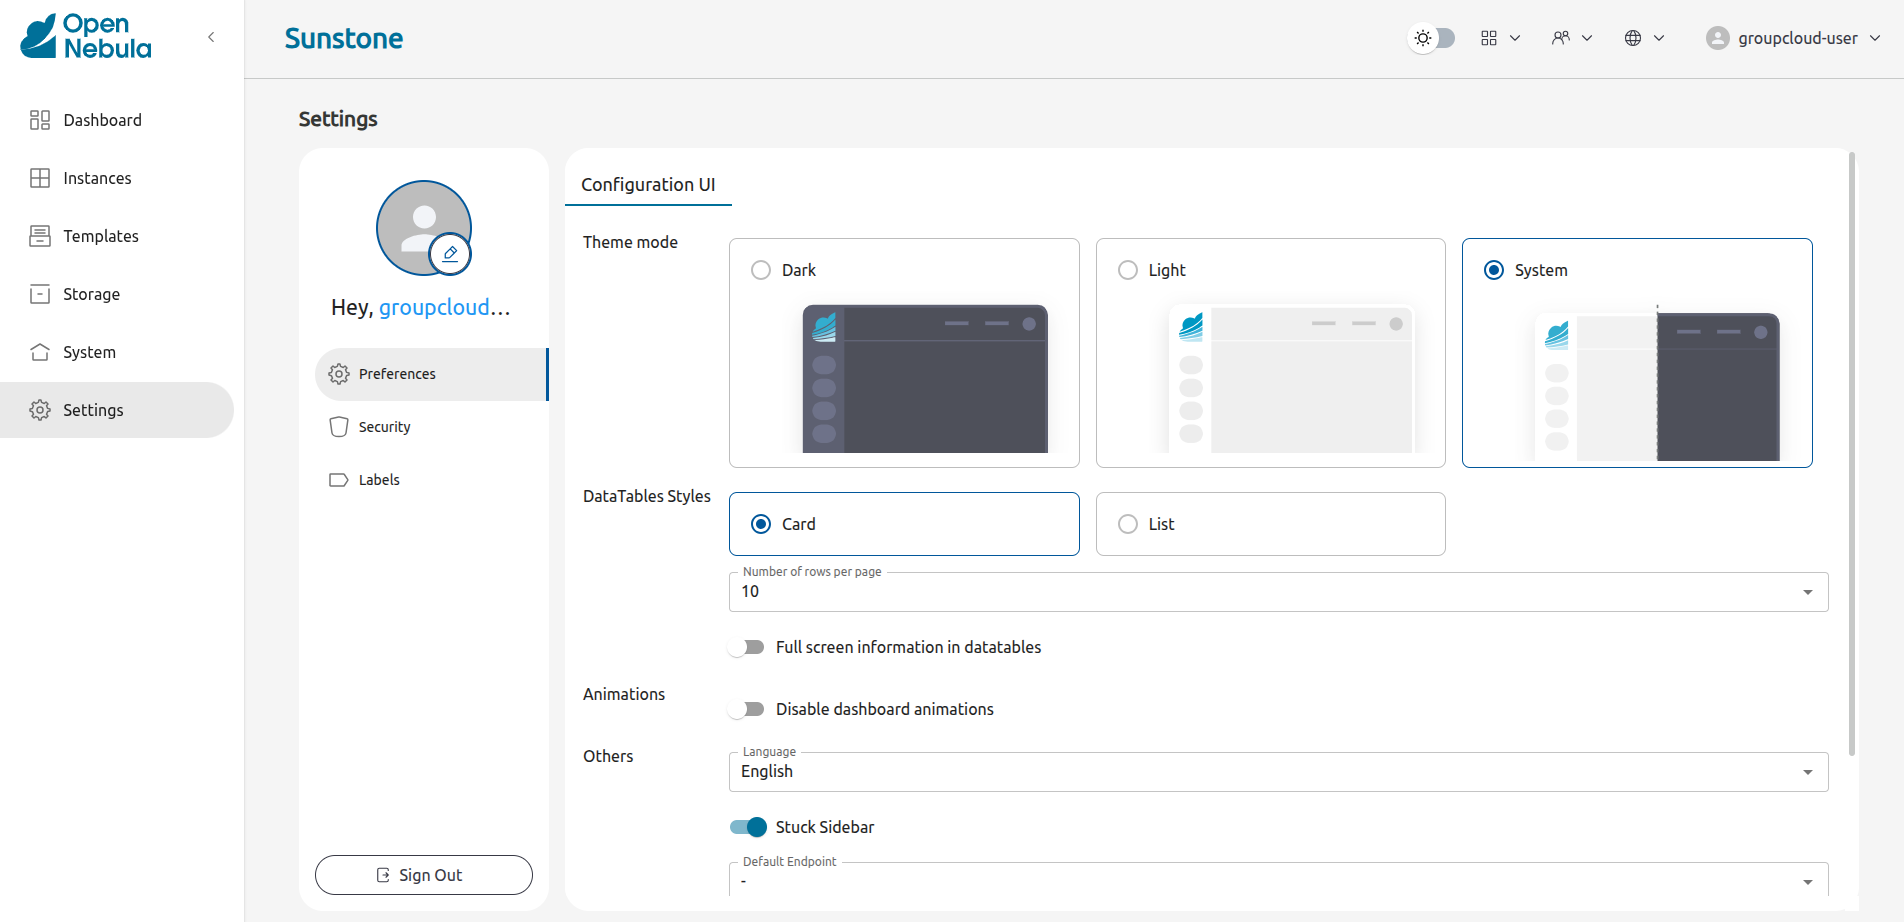 Open
Nebula
Sunstone
groupcloud-user
Dashboard
Instances
Templates
Storage
System
Settings
Settings
Hey, groupcloud...
Preferences
Security
Labels
Sign Out
Configuration UI
Theme mode
Dark
Light
System
DataTables Styles
Card
List
Number of rows per page
10
Full screen information in datatables
Animations
Disable dashboard animations
Others
Language
English
Stuck Sidebar
Default Endpoint
-